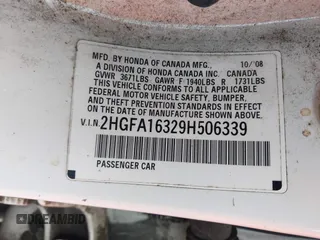 MFD. BY HONDA OF CANADA MFG., 10/'08
A DIVISION OF HONDA CANADA INC. CANADA
GVWR 3671LBS GAWR F 1940LBS R 1731LBS
THIS VEHICLE CONFORMS TO ALL APPLICABLE
FEDERAL MOTOR VEHICLE SAFETY, BUMPER,
AND THEFT PREVENTION STANDARDS IN EFFECT
ON THE DATE OF MANUFACTURE SHOWN ABOVE.
V.I.N. 2HGFA16329H506339
PASSENGER CAR
DREAMBID